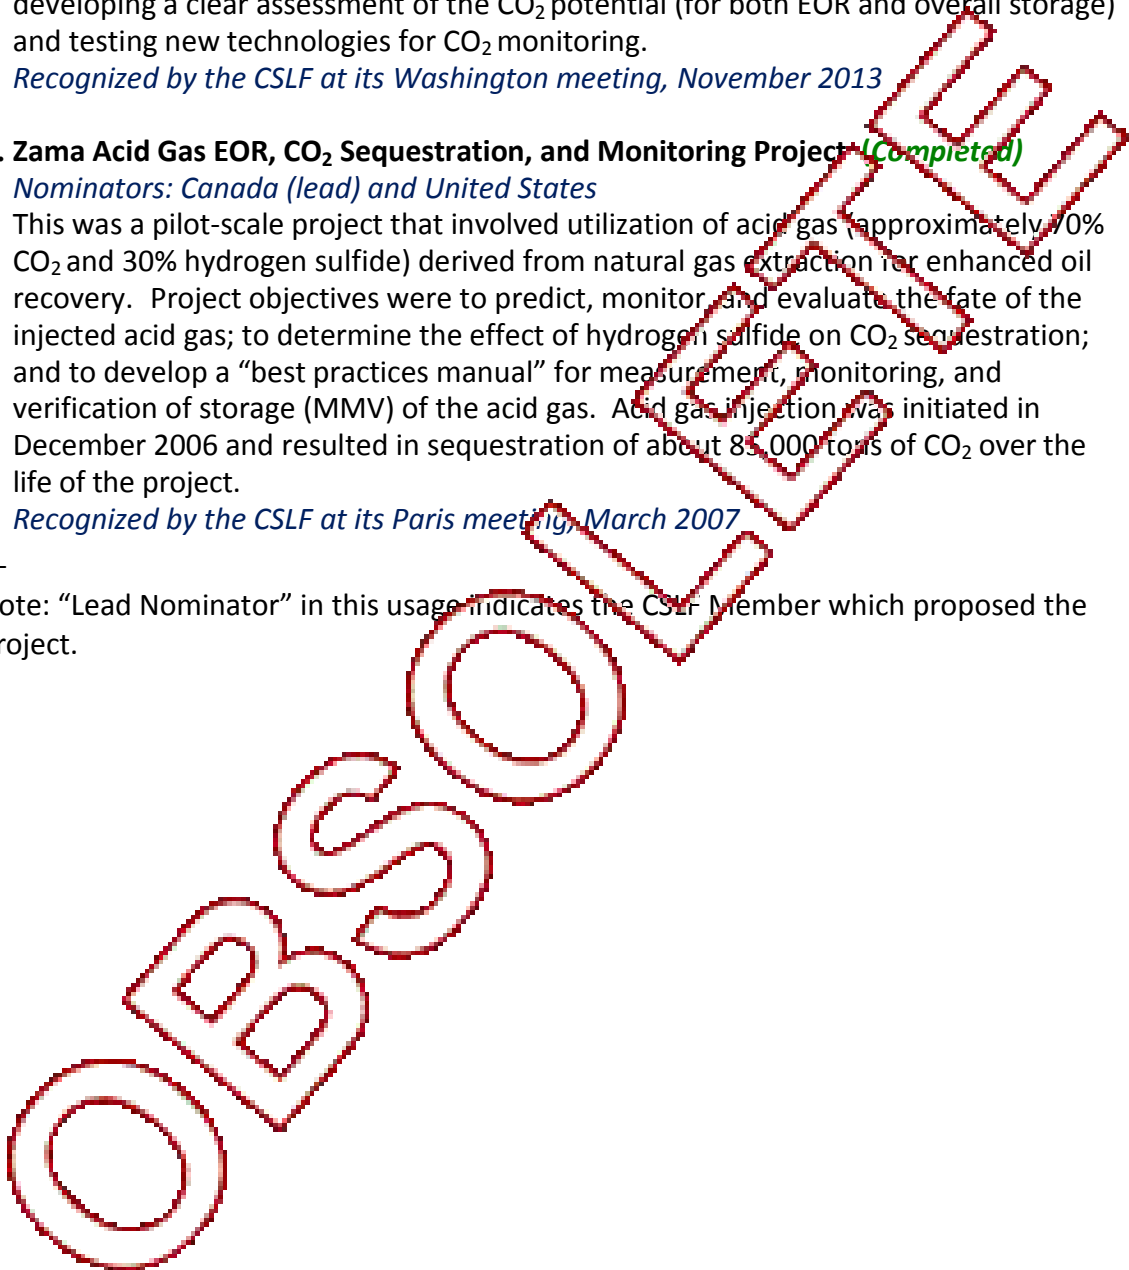 developing a clear assessment of the CO2 potential (for both EOR and overall storage)
and testing new technologies for CO2 monitoring.
Recognized by the CSLF at its Washington meeting, November 2013
. Zama Acid Gas EOR, CO2 Sequestration, and Monitoring Project (Completed)
Nominators: Canada (lead) and United States
This was a pilot-scale project that involved utilization of acid gas (approximately 70%
CO2 and 30% hydrogen sulfide) derived from natural gas extraction for enhanced oil
recovery. Project objectives were to predict, monitor, and evaluate the fate of the
injected acid gas; to determine the effect of hydrogen sulfide on CO2 sequestration;
and to develop a “best practices manual” for measurement, monitoring, and
verification of storage (MMV) of the acid gas. Acid gas injection was initiated in
December 2006 and resulted in sequestration of about tons of CO2 over the
life of the project.
Recognized by the CSLF at its Paris meeting, March 2007
ote: “Lead Nominator” in this usage indicates the CSLF Member which proposed the
roject.
OBSOLETE